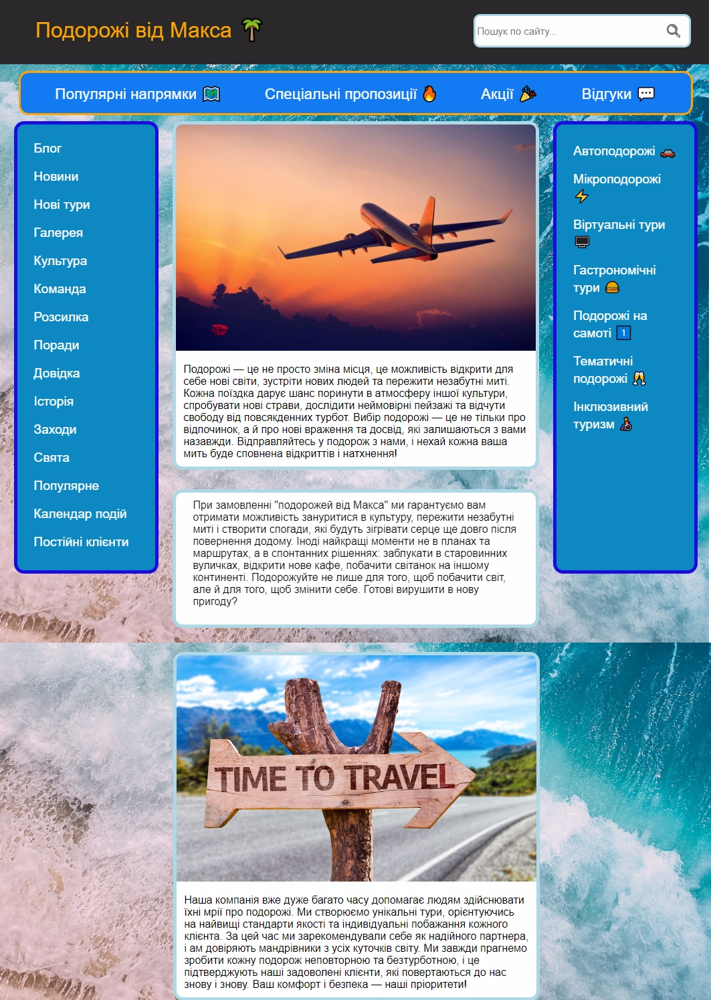 Подорожі від Макса 🌴
Пошук по сайту...
Популярні напрямки 🗺️ Спеціальні пропозиції 🔥 Акції 🎉 Відгуки 💬
Блог
Новини
Нові тури
Галерея
Культура
Команда
Розсилка
Поради
Довідка
Історія
Заходи
Свята
Популярне
Календар подій
Постійні клієнти
Подорожі — це не просто зміна місця, це можливість відкрити для
себе нові світи, зустріти нових людей та пережити незабутні миті.
Кожна поїздка дарує шанс поринути в атмосферу іншої культури,
спробувати нові страви, дослідити неймовірні пейзажі та відчути
свободу від повсякденних турбот. Вибір подорожі — це не тільки про
відпочинок, а й про нові враження та досвід, які залишаються з вами
назавжди. Відправляйтесь у подорож з нами, і нехай кожна ваша
мить буде сповнена відкриттів і натхнення!
При замовленні "подорожей від Макса" ми гарантуємо вам
отримати можливість зануритися в культуру, пережити незабутні
миті і створити спогади, які будуть зігрівати серце ще довго після
повернення додому. Іноді найкращі моменти не в планах та
маршрутах, а в спонтанних рішеннях: заблукати в старовинних
вуличках, відкрити нове кафе, побачити світанок на іншому
континенті. Подорожуйте не лише для того, щоб побачити світ,
але й для того, щоб змінити себе. Готові вирушити в нову
пригоду?
Автоподорожі 🚗
Мікроподорожі
⚡
Віртуальні тури
🖥️
Гастрономічні
тури 🍔
Подорожі на
самоті 1️⃣
Тематичні
подорожі 🥂
Інклюзивний
туризм 👩‍🦽
TIME TO TRAVEL
Наша компанія вже дуже багато часу допомагає людям здійснювати
їхні мрії про подорожі. Ми створюємо унікальні тури, орієнтуючись
на найвищі стандарти якості та індивідуальні побажання кожного
клієнта. За цей час ми зарекомендували себе як надійного партнера,
і ам довіряють мандрівники з усіх куточків світу. Ми завжди прагнемо
зробити кожну подорож неповторною та безтурботною, і це
підтверджують наші задоволені клієнти, які повертаються до нас
знову і знову. Ваш комфорт і безпека — наші пріоритети!